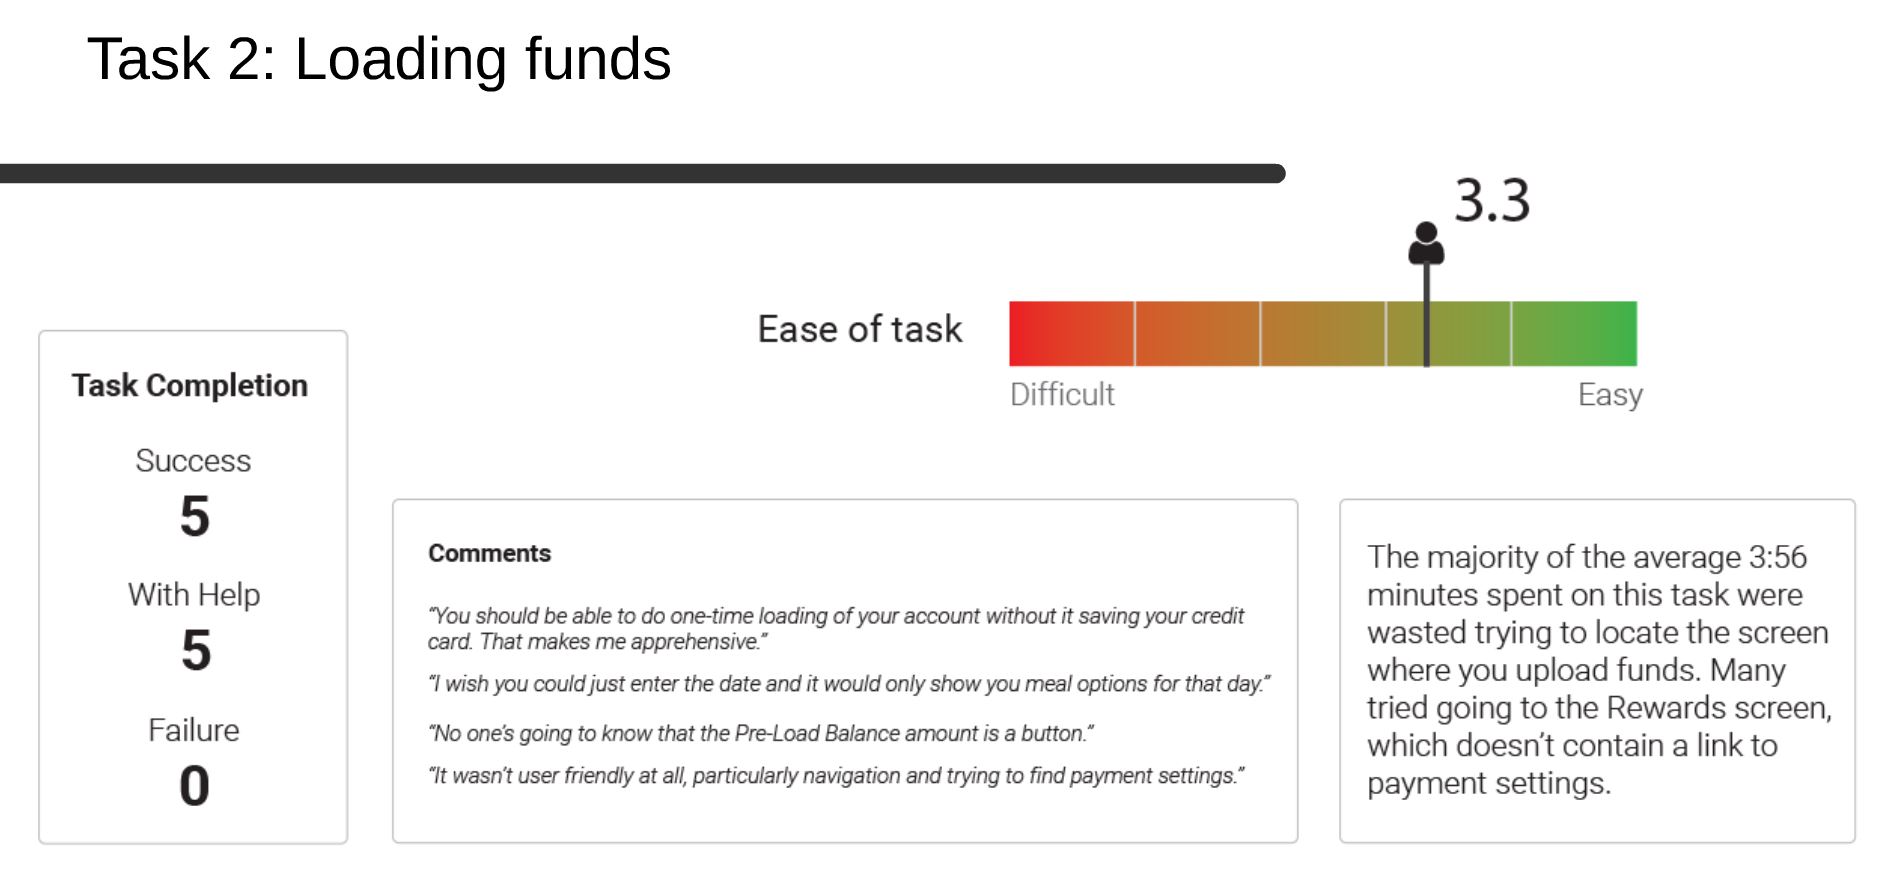 Task 2: Loading funds
3.3
Ease of task
Difficult
Easy
Task Completion
Success
5
With Help
5
Failure
0
Comments
“You should be able to do one-time loading of your account without it saving your credit
card. That makes me apprehensive.”
“I wish you could just enter the date and it would only show you meal options for that day.”
“No one’s going to know that the Pre-Load Balance amount is a button.”
“It wasn’t user friendly at all, particularly navigation and trying to find payment settings.”
The majority of the average 3:56
minutes spent on this task were
wasted trying to locate the screen
where you upload funds. Many
tried going to the Rewards screen,
which doesn’t contain a link to
payment settings.